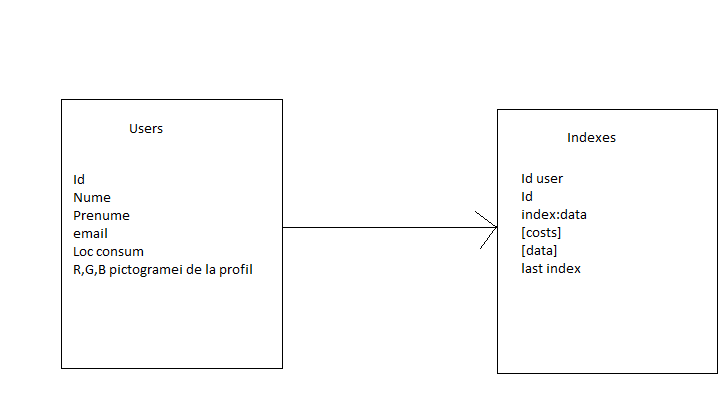 Users
Id
Nume
Prenume
email
Loc consum
R,G,B pictogramei de la profil
Indexes
Id user
Id
index:data
[costs]
[data]
last index